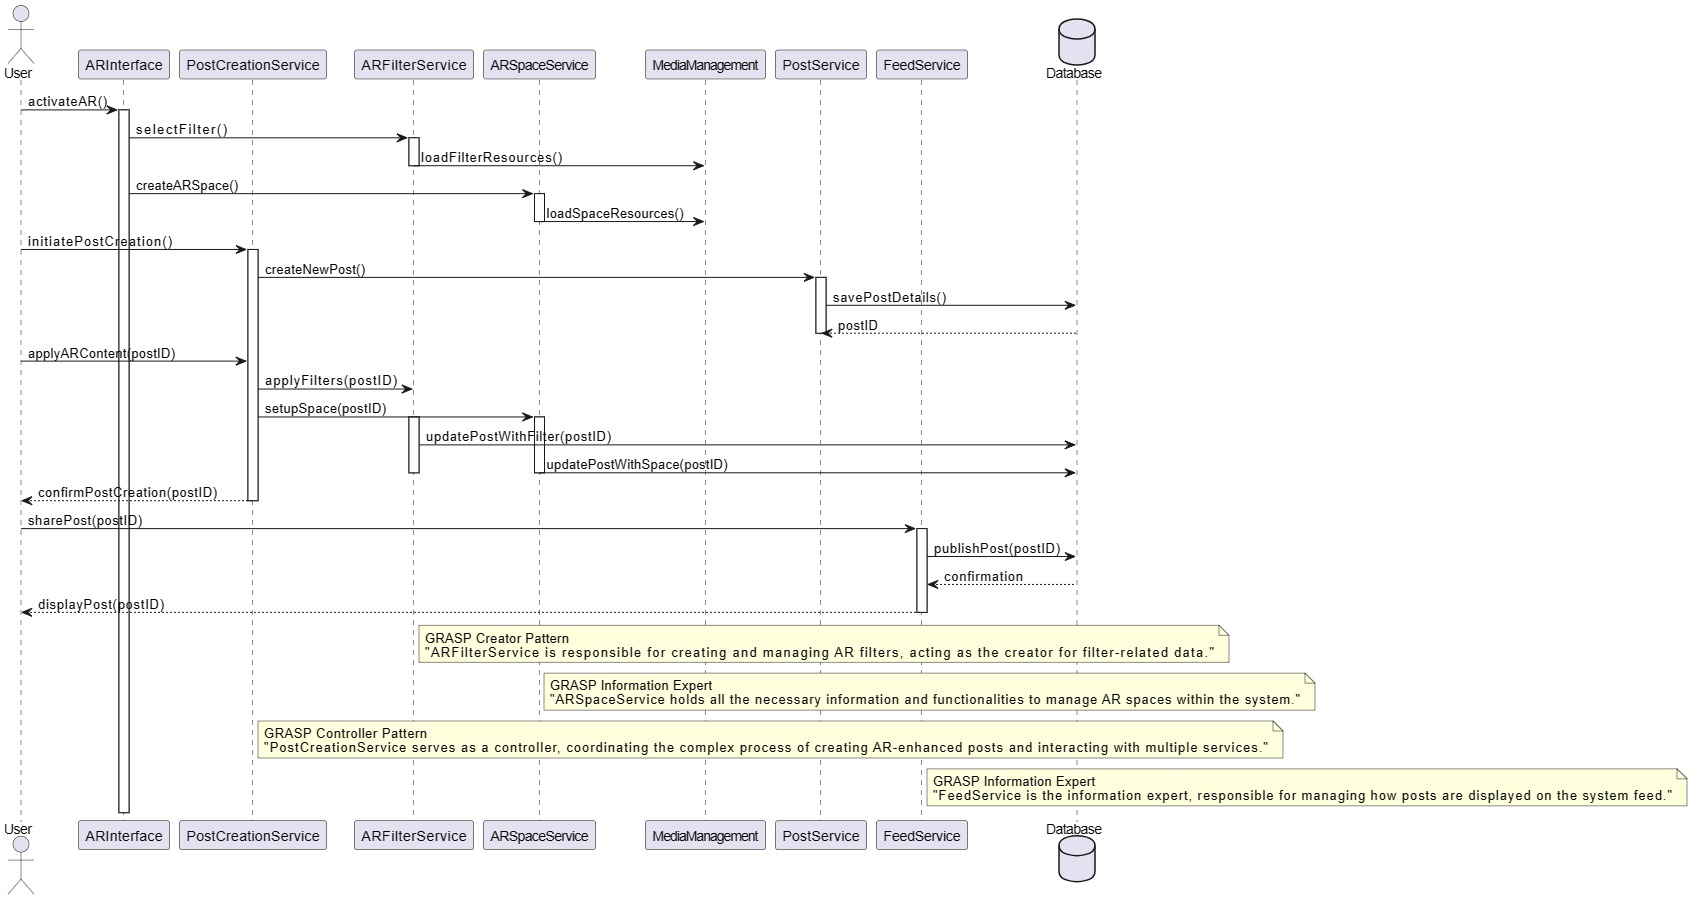 User
ARInterface
PostCreationService
ARFilterService
ARSpaceService
MediaManagement
PostService
FeedService
Database
activateAR()
selectFilter()
loadFilterResources()
createARSpace()
loadSpaceResources()
initiatePostCreation()
createNewPost()
savePostDetails()
postID
applyARContent(postID)
applyFilters(postID)
setupSpace(postID)
updatePostWithFilter(postID)
updatePostWithSpace(postID)
confirmPostCreation(postID)
sharePost(postID)
publishPost(postID)
confirmation
displayPost(postID)
GRASP Creator Pattern
"ARFilterService is responsible for creating and managing AR filters, acting as the creator for filter-related data."
GRASP Information Expert
"ARSpaceService holds all the necessary information and functionalities to manage AR spaces within the system."
GRASP Controller Pattern
"PostCreationService serves as a controller, coordinating the complex process of creating AR-enhanced posts and interacting with multiple services."
GRASP Information Expert
"FeedService is the information expert, responsible for managing how posts are displayed on the system feed."
User
ARInterface
PostCreationService
ARFilterService
ARSpaceService
MediaManagement
PostService
FeedService
Database